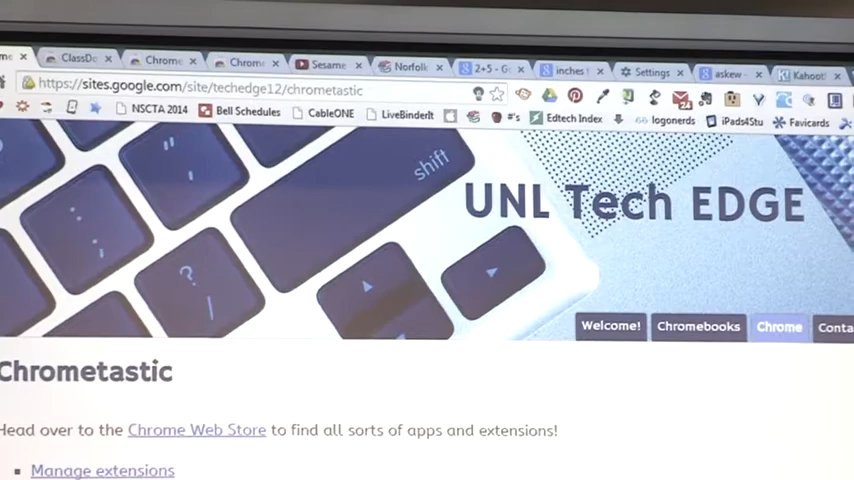 ClassDo Chrome Chrom Sesame Norfolk 2+5 - Go inches Settings askew - Kahoot!
https://sites.google.com/site/techedge12/chrometastic
NSCTA 2014 Bell Schedules CableONE LiveBinderIt #'s Edtech Index logonerds iPads4Stu Favicards
shift
UNL Tech EDGE
Welcome! Chromebooks Chrome Conta
Chrometastic
Head over to the Chrome Web Store to find all sorts of apps and extensions!
Manage extensions